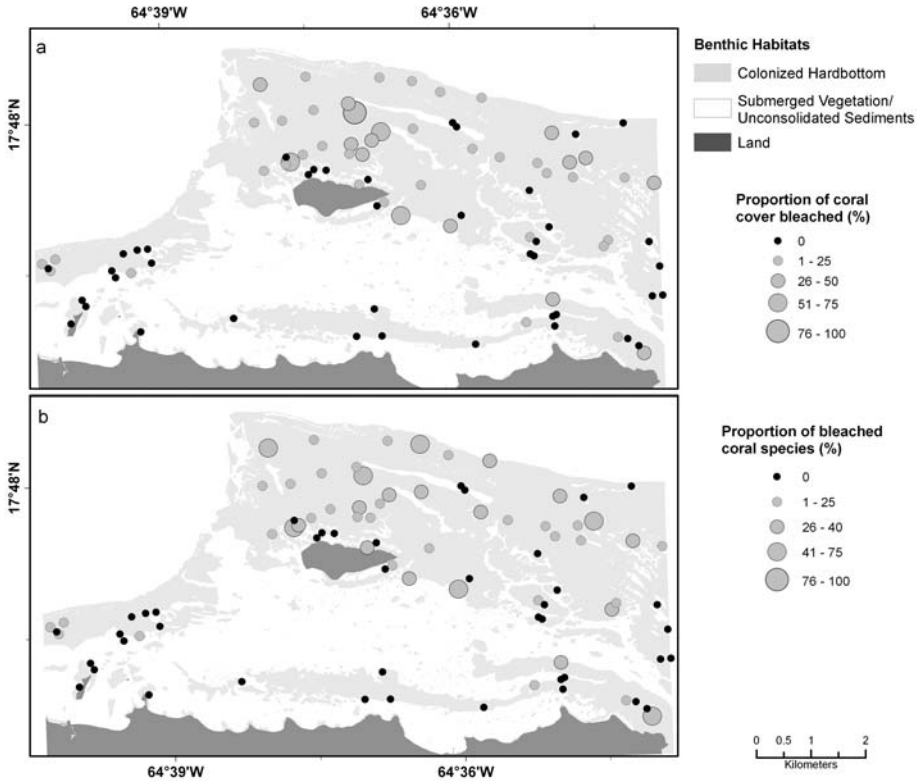 64°39'W
64°36'W
a
17°48'N
Benthic Habitats
Colonized Hardbottom
Submerged Vegetation/
Unconsolidated Sediments
Land
Proportion of coral
cover bleached (%)
0
1 - 25
26 - 50
51 - 75
76 - 100
b
17°48'N
Proportion of bleached
coral species (%)
0
1 - 25
26 - 40
41 - 75
76 - 100
0 0.5 1 2
Kilometers
64°39'W
64°36'W